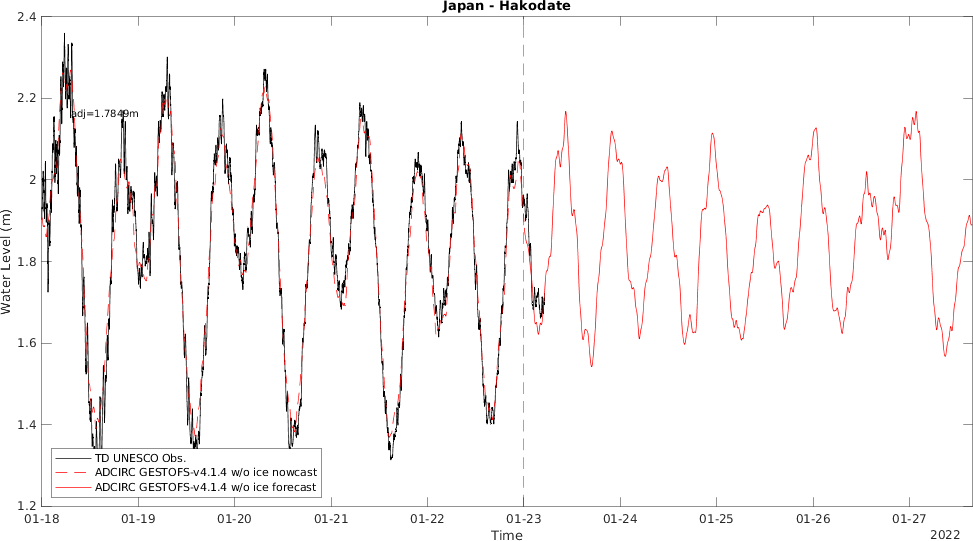 Japan - Hakodate
2.4
2.2
2
1.8
1.6
1.4
1.2
Water Level (m)
adj=1.7849m
TD UNESCO Obs.
ADCIRC GESTOFS-v4.1.4 w/o ice nowcast
ADCIRC GESTOFS-v4.1.4 w/o ice forecast
01-18 01-19 01-20 01-21 01-22 01-23 01-24 01-25 01-26 01-27
Time
2022